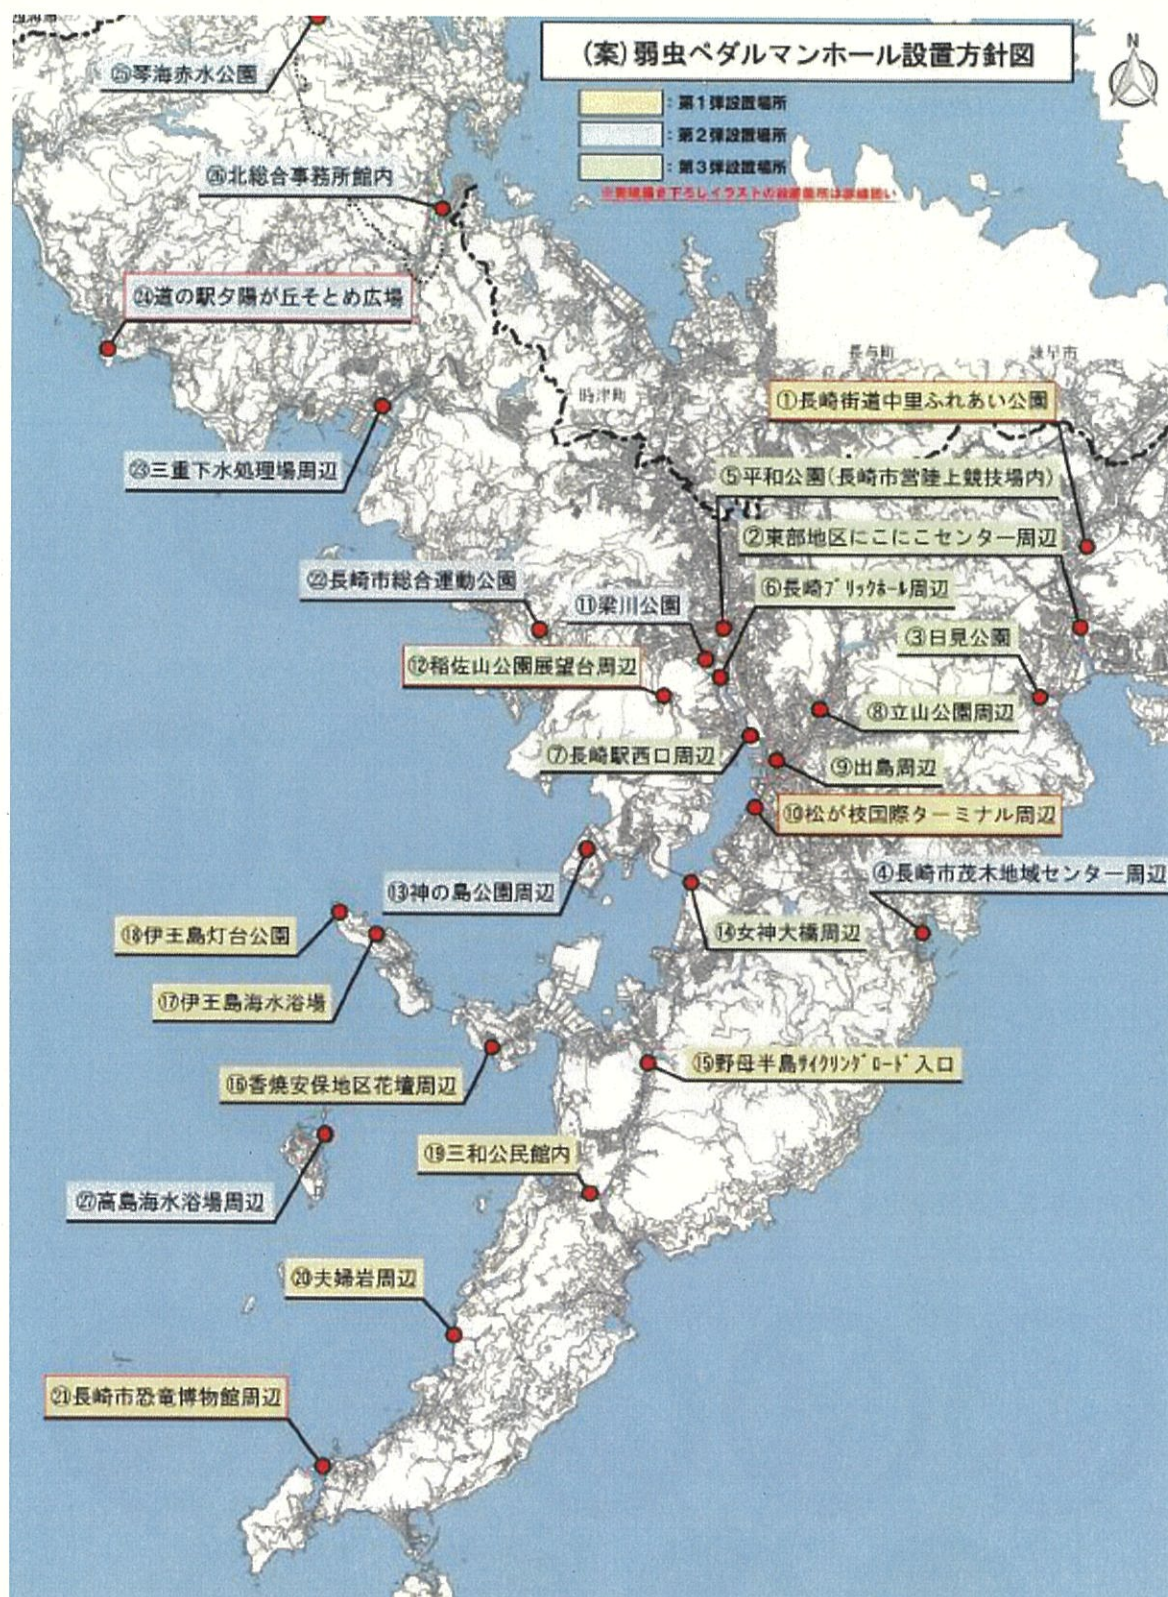 (案)弱虫ペダルマンホール設置方針図
N
:第1弾設置場所
:第2弾設置場所
:第3弾設置場所
㉕琴海赤水公園
㉖北総合事務所館内
㉔道の駅夕陽が丘そとめ広場
長与町
諫早市
時津町
①長崎街道中里ふれあい公園
㉓三重下水処理場周辺
⑤平和公園(長崎市営陸上競技場内)
②東部地区にこにこセンター周辺
㉒長崎市総合運動公園
⑪梁川公園
⑥長崎ブリックホール周辺
③日見公園
⑫稲佐山公園展望台周辺
⑧立山公園周辺
⑦長崎駅西口周辺
⑨出島周辺
⑩松が枝国際ターミナル周辺
④長崎市茂木地域センター周辺
⑬神の島公園周辺
⑱伊王島灯台公園
⑭女神大橋周辺
⑰伊王島海水浴場
⑮野母半島サイクリングロード入口
⑯香焼安保地区花壇周辺
⑲三和公民館内
㉗高島海水浴場周辺
⑳夫婦岩周辺
㉑長崎市恐竜博物館周辺